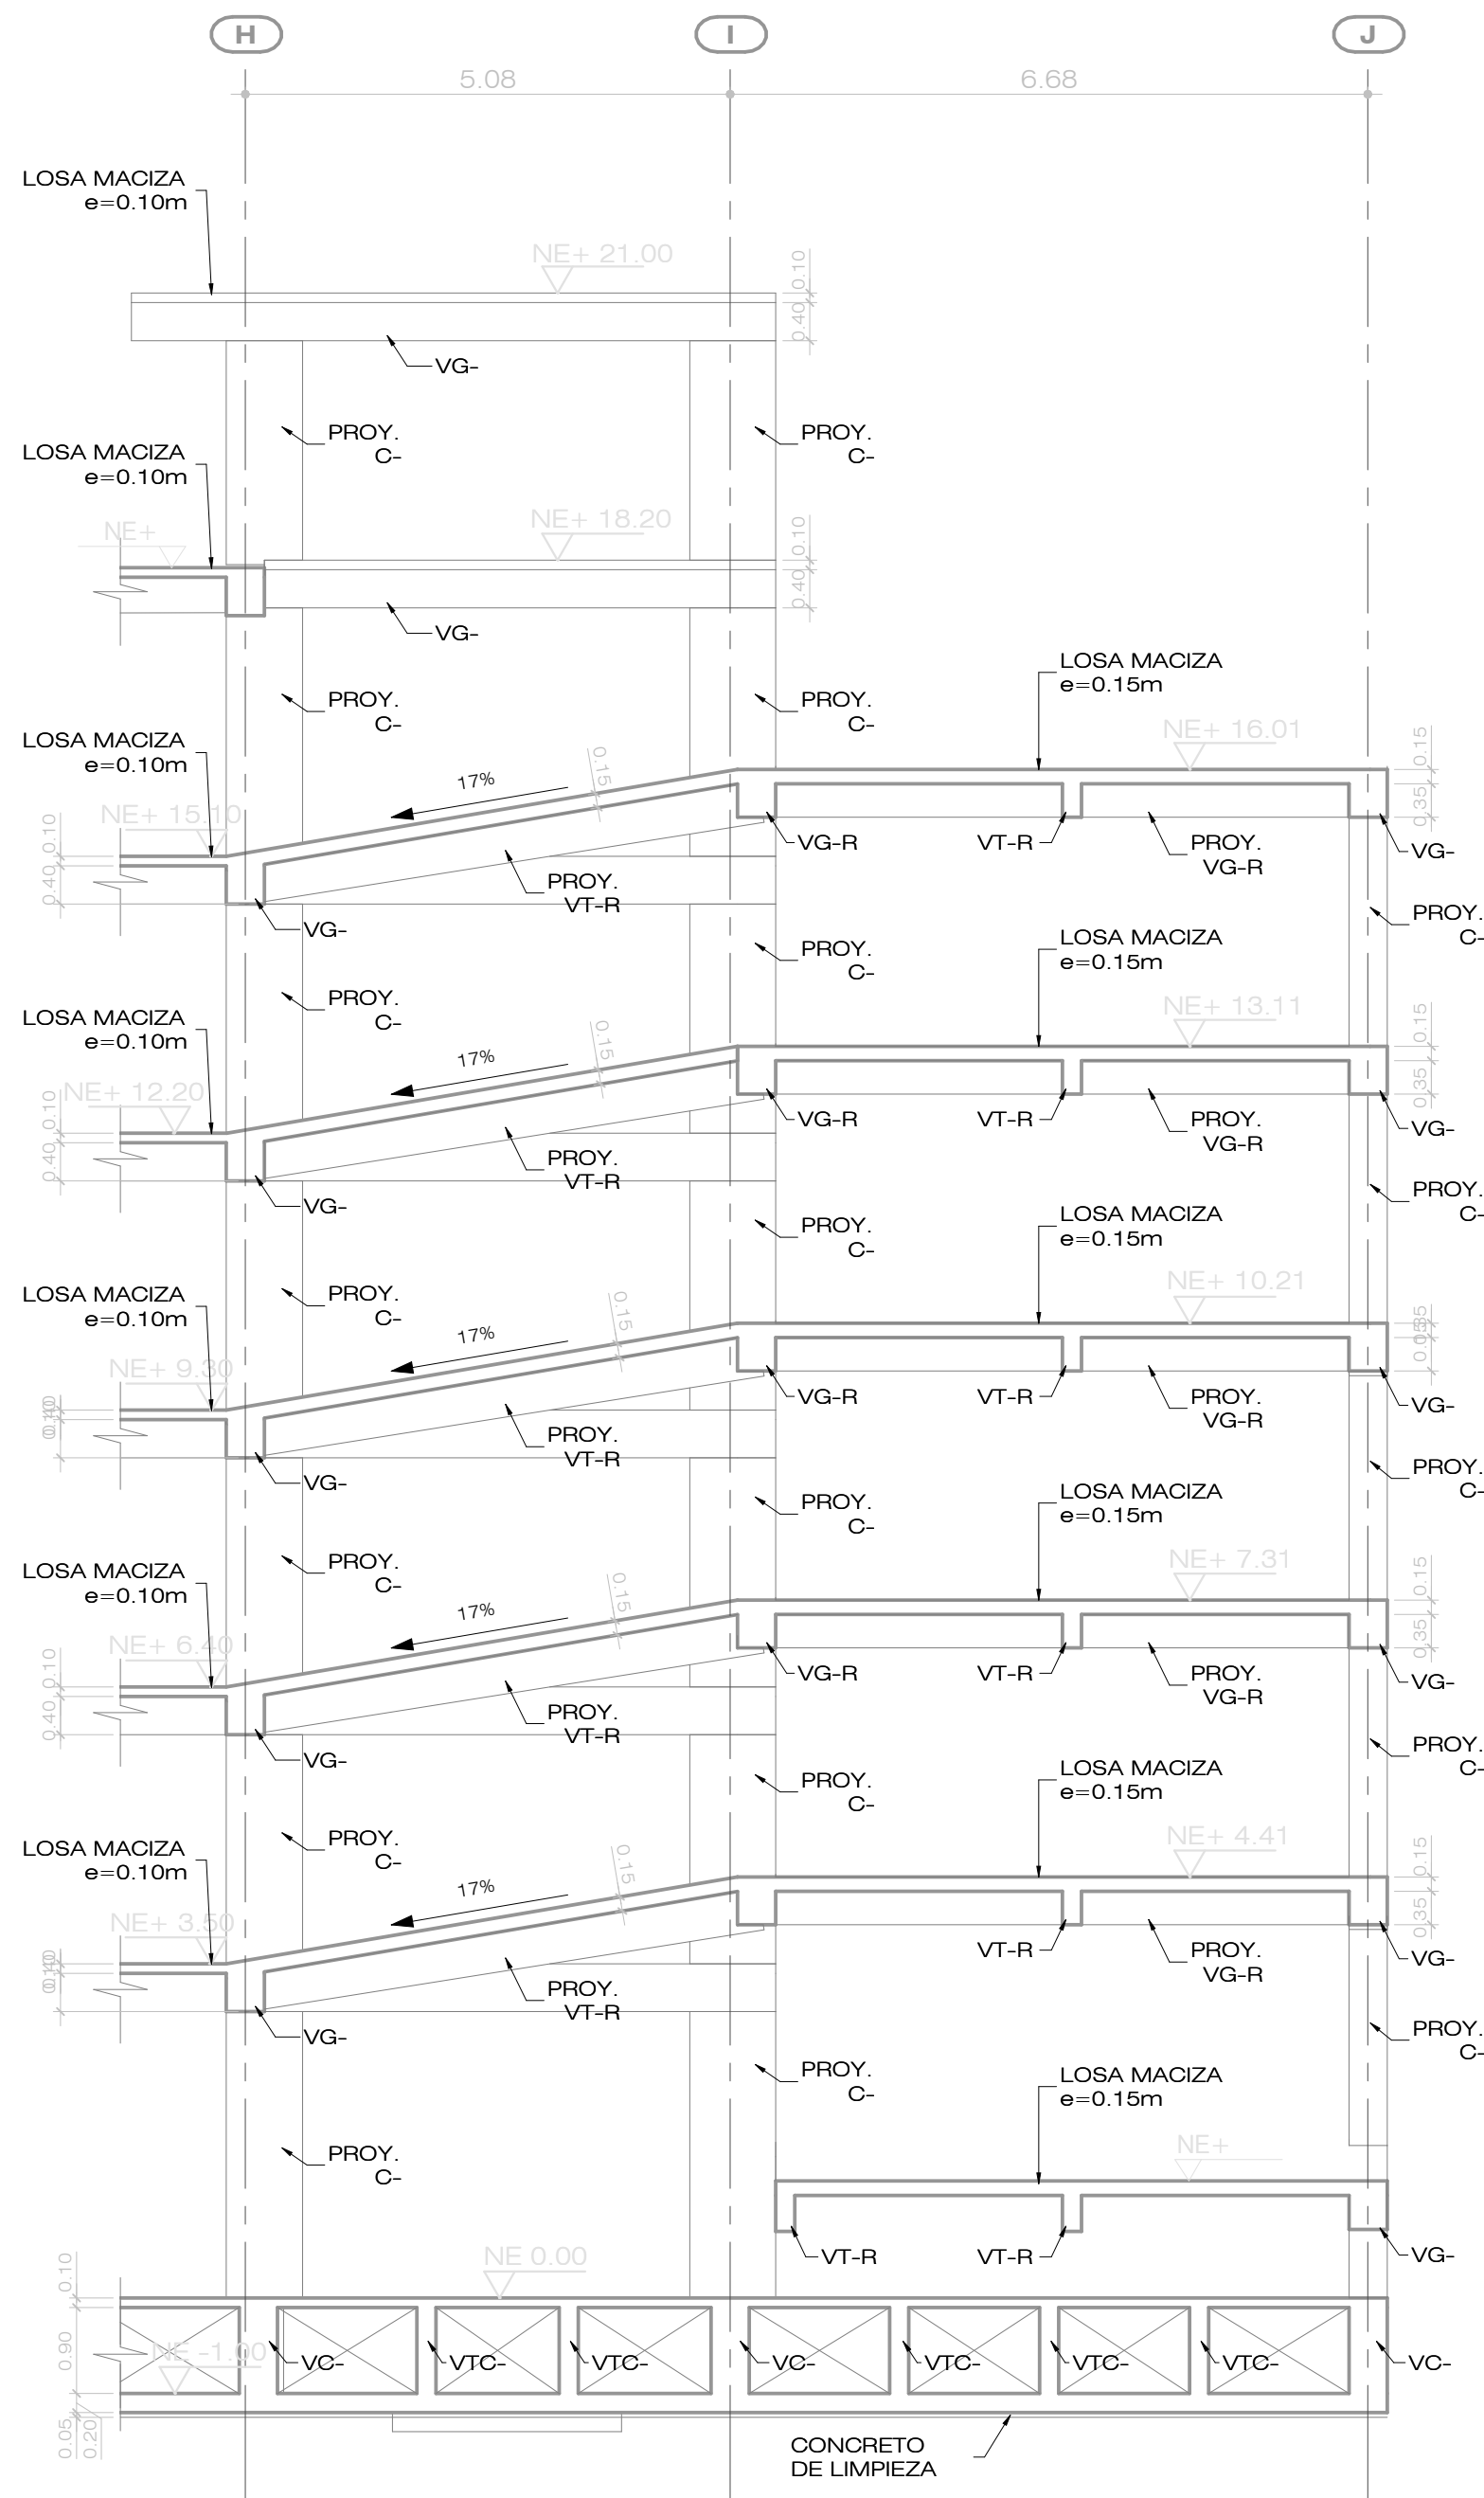 H
I
J
5.08
6.68
LOSA MACIZA
e=0.10m
NE+ 21.00
0.10
0.40
VG-
PROY.
C-
PROY.
C-
LOSA MACIZA
e=0.10m
NE+
NE+ 18.20
0.10
0.40
VG-
LOSA MACIZA
e=0.15m
PROY.
C-
PROY.
C-
NE+ 16.01
LOSA MACIZA
e=0.10m
17%
0.15
0.15
0.35
NE+ 15.10
0.10
0.40
VG-R
VT-R
PROY.
VG-R
VG-
PROY.
VT-R
VG-
PROY.
C-
LOSA MACIZA
e=0.15m
PROY.
C-
PROY.
C-
NE+ 13.11
LOSA MACIZA
e=0.10m
17%
0.15
0.15
0.35
NE+ 12.20
0.10
0.40
VG-R
VT-R
PROY.
VG-R
VG-
PROY.
VT-R
VG-
PROY.
C-
LOSA MACIZA
e=0.15m
PROY.
C-
PROY.
C-
NE+ 10.21
LOSA MACIZA
e=0.10m
17%
0.15
NE+ 9.30
VG-R
VT-R
PROY.
VG-R
VG-
PROY.
VT-R
VG-
PROY.
C-
LOSA MACIZA
e=0.15m
PROY.
C-
PROY.
C-
NE+ 7.31
LOSA MACIZA
e=0.10m
17%
0.15
0.15
0.35
NE+ 6.40
0.10
0.40
VG-R
VT-R
PROY.
VG-R
VG-
PROY.
VT-R
VG-
PROY.
C-
LOSA MACIZA
e=0.15m
PROY.
C-
PROY.
C-
NE+ 4.41
LOSA MACIZA
e=0.10m
17%
0.15
0.15
0.35
NE+ 3.50
VT-R
PROY.
VG-R
VG-
PROY.
VT-R
VG-
PROY.
C-
PROY.
C-
LOSA MACIZA
e=0.15m
PROY.
C-
NE+
VT-R
VT-R
VG-
NE 0.00
0.10
0.90
NE -1.00
VC-
VTC-
VTC-
VC-
VTC-
VTC-
VTC-
VC-
0.05
0.20
CONCRETO
DE LIMPIEZA